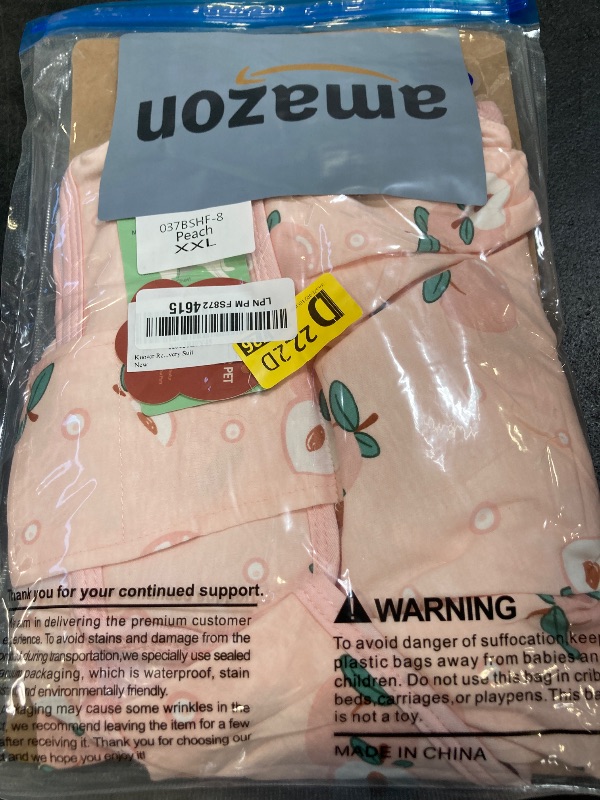 amazon
037BSHF-8
Peach
XXL
LPN PM F5872 4615
Kuoser Recovery Suit
New
PET
D
22.2D
Thank you for your continued support.
in delivering the premium customer
To avoid stains and damage from the
during transportation,we specially use sealed
packaging, which is waterproof, stain
and environmentally friendly.
may cause some wrinkles in the
we recommend leaving the item for a few
after receiving it. Thank you for choosing our
and we hope you enjoy it!
WARNING
To avoid danger of suffocation,keep
plastic bags away from babies
children. Do not use this bag in
beds,carriages,or playpens.This
is not a toy.
MADE IN CHINA